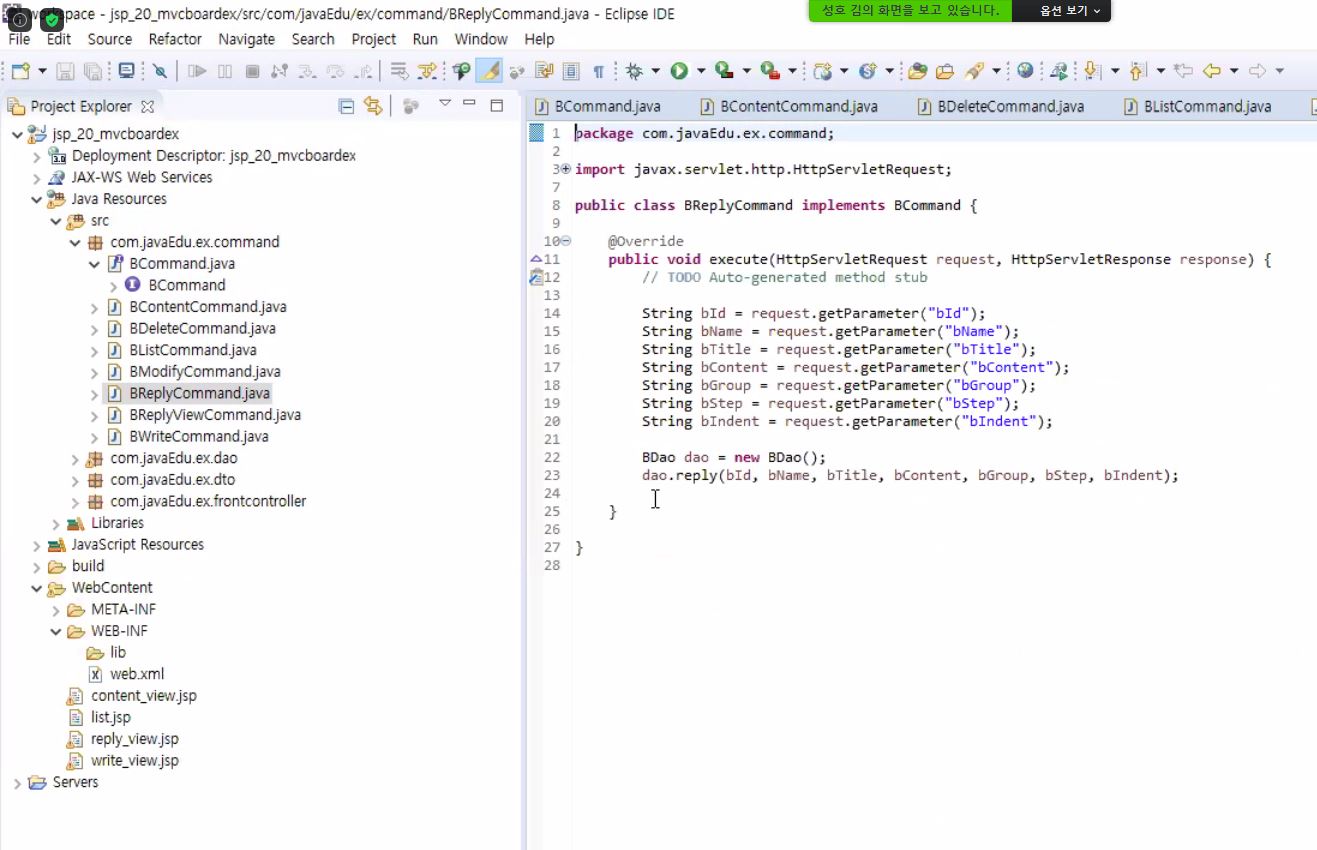 workspace - jsp_20_mvcboardex/src/com/javaEdu/ex/command/BReplyCommand.java - Eclipse IDE
성호 김의 화면을 보고 있습니다.
옵션 보기
File Edit Source Refactor Navigate Search Project Run Window Help
Project Explorer
jsp_20_mvcboardex
Deployment Descriptor: jsp_20_mvcboardex
JAX-WS Web Services
Java Resources
src
com.javaEdu.ex.command
BCommand.java
BCommand
BContentCommand.java
BDeleteCommand.java
BListCommand.java
BModifyCommand.java
BReplyCommand.java
BReplyViewCommand.java
BWriteCommand.java
com.javaEdu.ex.dao
com.javaEdu.ex.dto
com.javaEdu.ex.frontcontroller
Libraries
JavaScript Resources
build
WebContent
META-INF
WEB-INF
lib
web.xml
content_view.jsp
list.jsp
reply_view.jsp
write_view.jsp
Servers
BCommand.java BContentCommand.java BDeleteCommand.java BListCommand.java
1 package com.javaEdu.ex.command;
2
3 import javax.servlet.http.HttpServletRequest;
7
8 public class BReplyCommand implements BCommand {
9
10 @Override
11 public void execute(HttpServletRequest request, HttpServletResponse response) {
12 // TODO Auto-generated method stub
13
14 String bId = request.getParameter("bId");
15 String bName = request.getParameter("bName");
16 String bTitle = request.getParameter("bTitle");
17 String bContent = request.getParameter("bContent");
18 String bGroup = request.getParameter("bGroup");
19 String bStep = request.getParameter("bStep");
20 String bIndent = request.getParameter("bIndent");
21
22 BDao dao = new BDao();
23 dao.reply(bId, bName, bTitle, bContent, bGroup, bStep, bIndent);
24
25 }
26
27 }
28